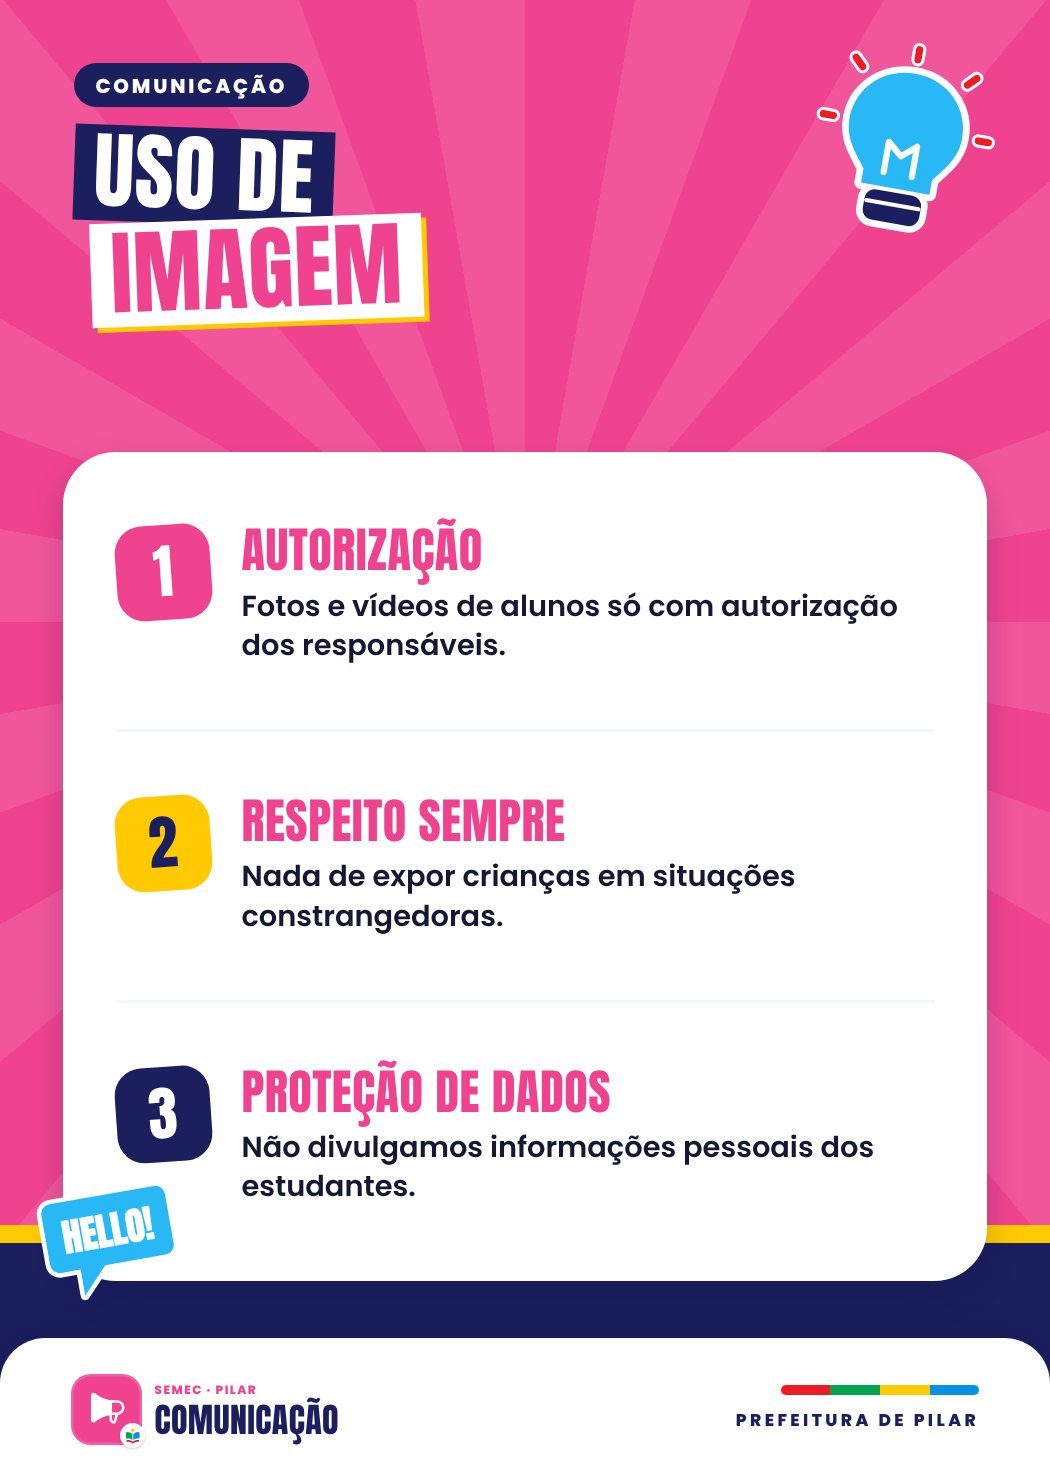 COMUNICAÇÃO
USO DE
IMAGEM
1
AUTORIZAÇÃO
Fotos e vídeos de alunos só com autorização
dos responsáveis.
2
RESPEITO SEMPRE
Nada de expor crianças em situações
constrangedoras.
3
PROTEÇÃO DE DADOS
Não divulgamos informações pessoais dos
estudantes.
HELLO!
SEMEC · PILAR
COMUNICAÇÃO
PREFEITURA DE PILAR